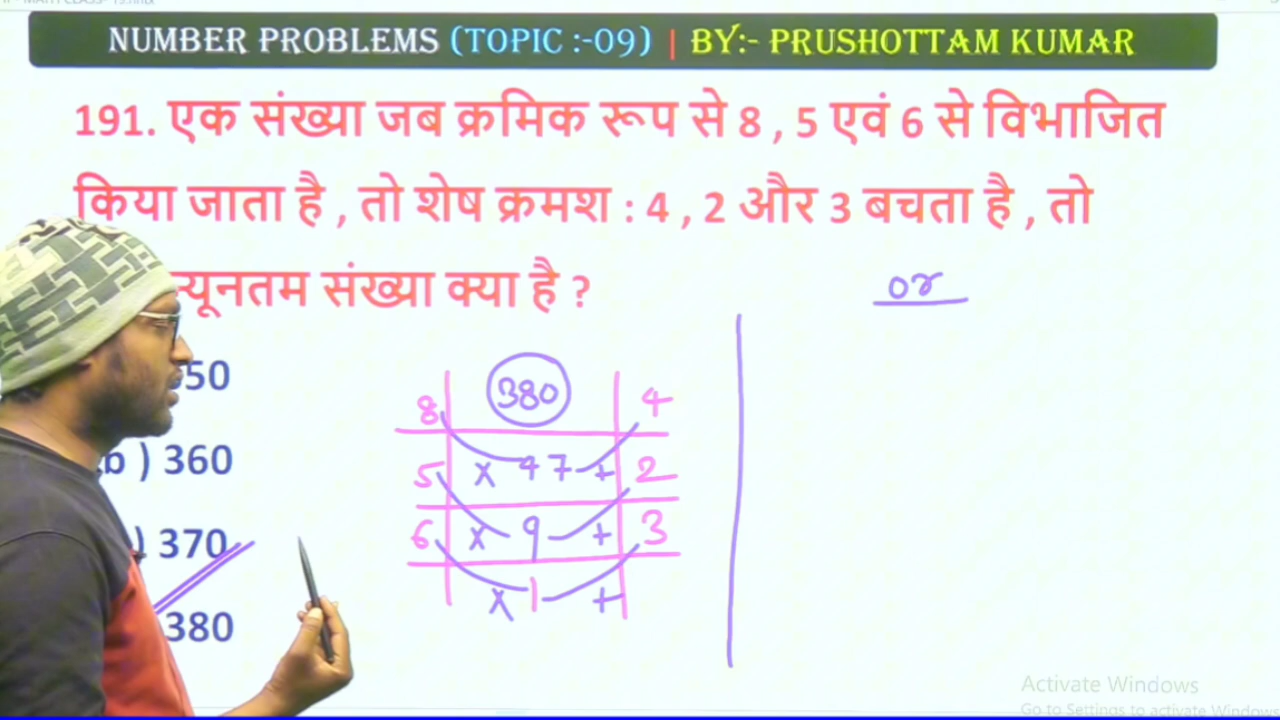 NUMBER PROBLEMS (TOPIC :-09) | BY:- PRUSHOTTAM KUMAR
191. एक संख्या जब क्रमिक रूप से 8 , 5 एवं 6 से विभाजित
किया जाता है , तो शेष क्रमश : 4 , 2 और 3 बचता है , तो
संख्या क्या है ?
or
50
b ) 360
) 370
380
8 380 4
5 × 47 + 2
6 × 9 + 3
× 1 +
Activate Windows
Go to Settings to activate Windows